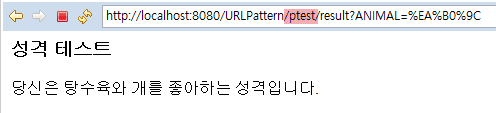 http://localhost:8080/URLPattern/ptest/result?ANIMAL=%EA%B0%9C
성격 테스트
당신은 탕수육와 개를 좋아하는 성격입니다.